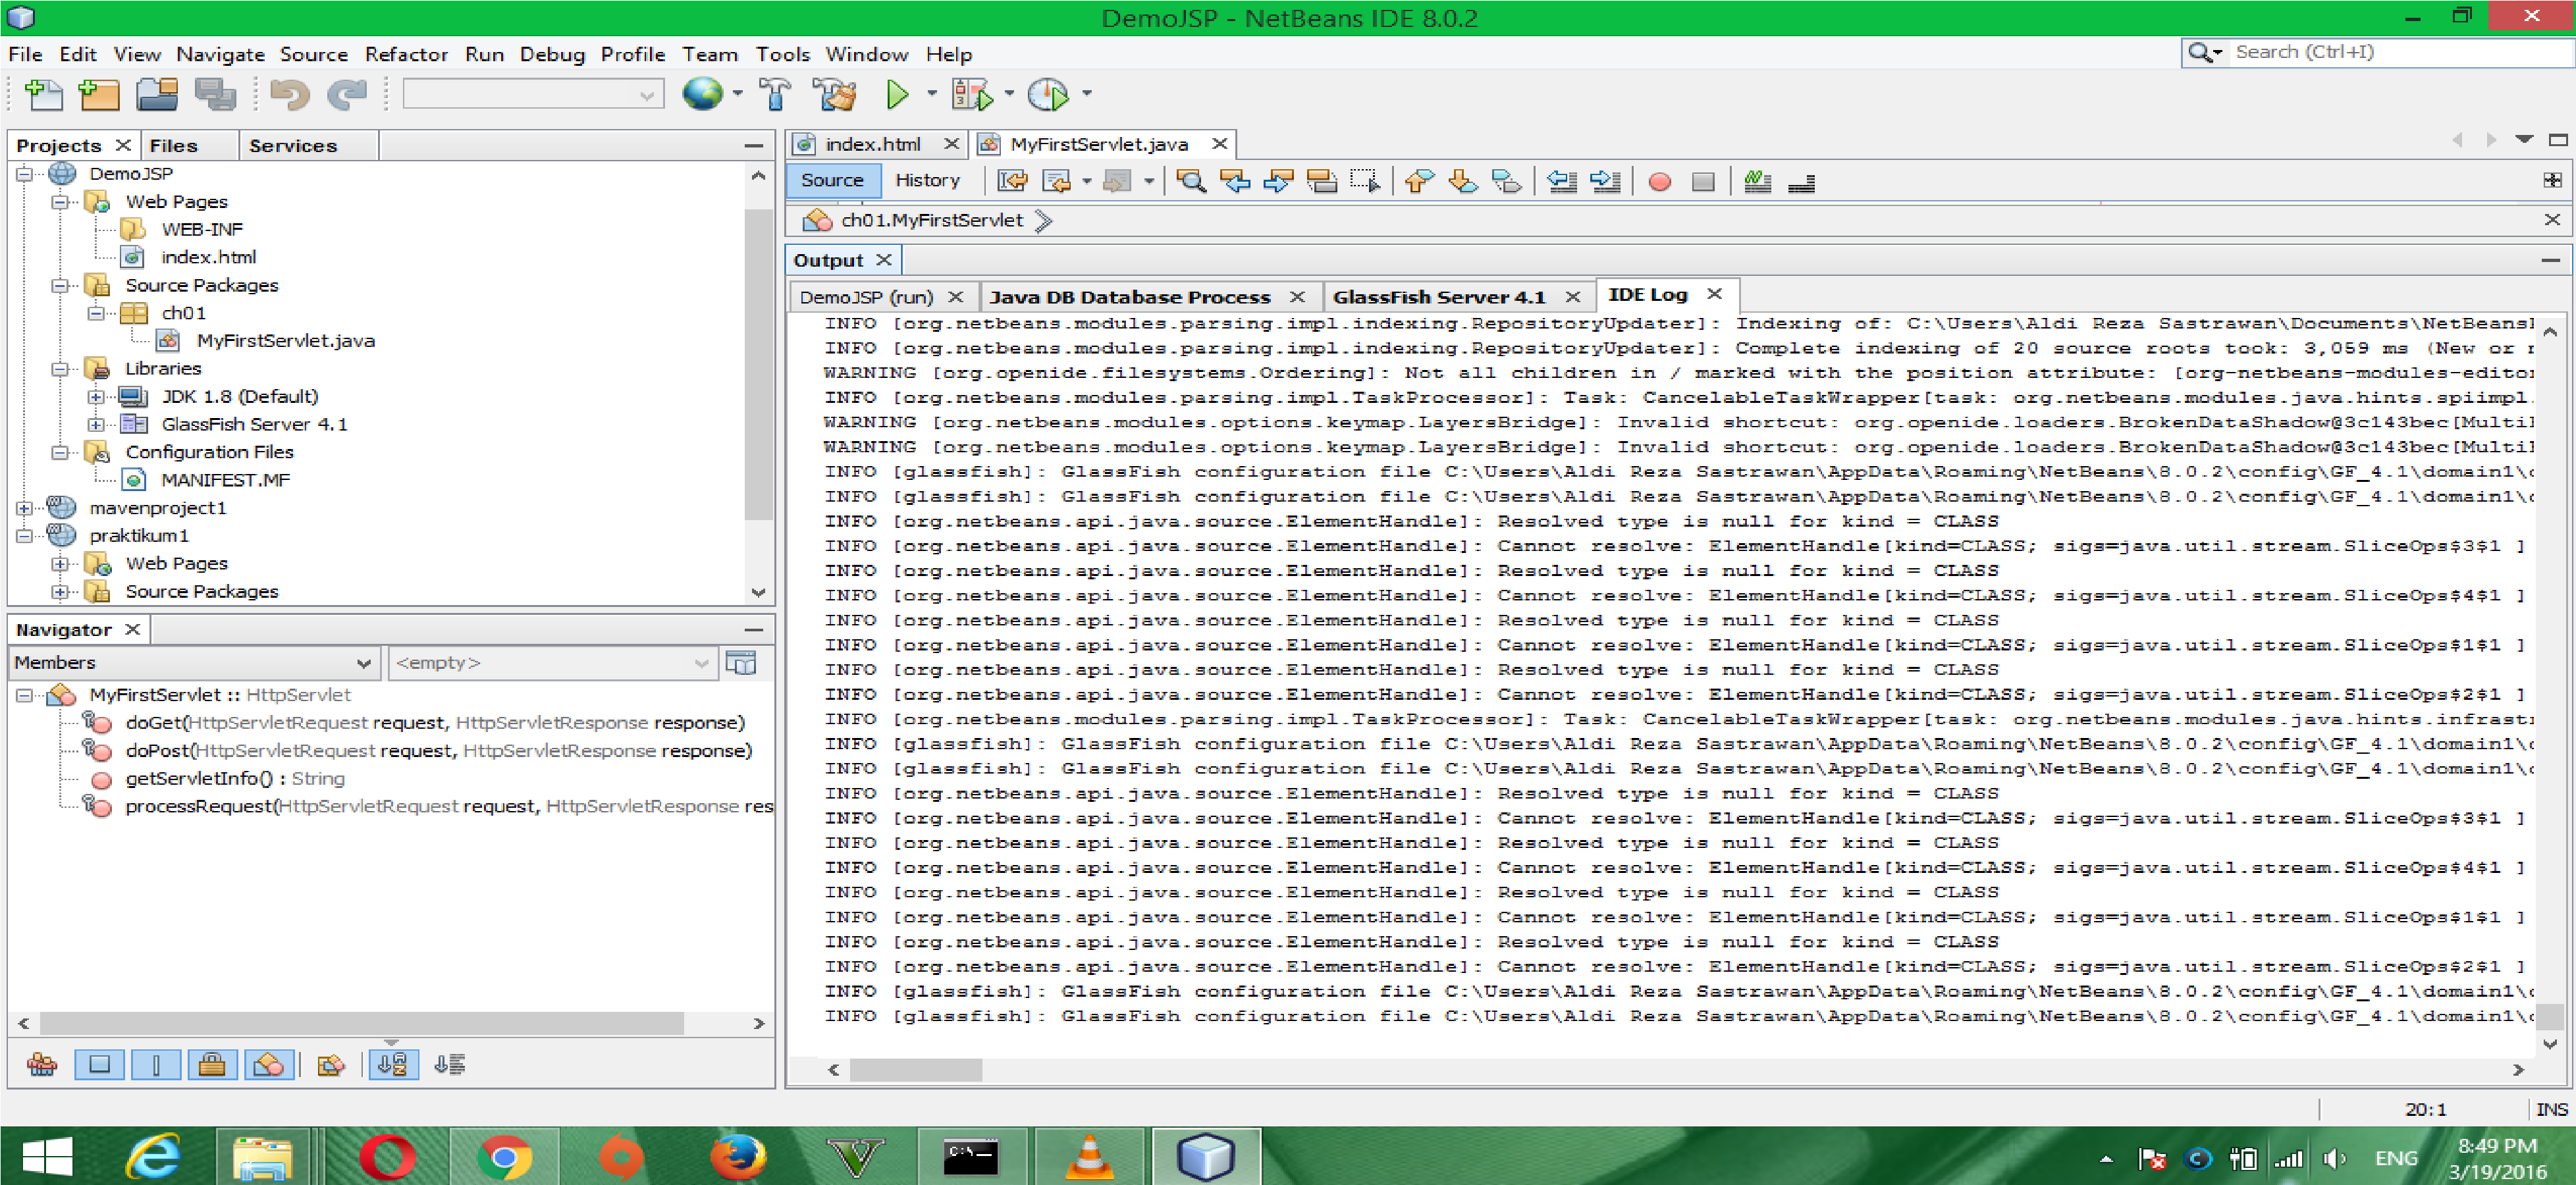 DemoJSP - NetBeans IDE 8.0.2
File Edit View Navigate Source Refactor Run Debug Profile Team Tools Window Help
Search (Ctrl+I)
Projects Files Services
DemoJSP
Web Pages
WEB-INF
index.html
Source Packages
ch01
MyFirstServlet.java
Libraries
JDK 1.8 (Default)
GlassFish Server 4.1
Configuration Files
MANIFEST.MF
mavenproject1
praktikum1
Web Pages
Source Packages
Navigator
Members <empty>
MyFirstServlet :: HttpServlet
doGet(HttpServletRequest request, HttpServletResponse response)
doPost(HttpServletRequest request, HttpServletResponse response)
getServletInfo() : String
processRequest(HttpServletRequest request, HttpServletResponse res
index.html MyFirstServlet.java
Source History
ch01.MyFirstServlet
Output
DemoJSP (run) Java DB Database Process GlassFish Server 4.1 IDE Log
INFO [org.netbeans.modules.parsing.impl.indexing.RepositoryUpdater]: Indexing of: C:\Users\Aldi Reza Sastrawan\Documents\NetBeans
INFO [org.netbeans.modules.parsing.impl.indexing.RepositoryUpdater]: Complete indexing of 20 source roots took: 3,059 ms (New or
WARNING [org.openide.filesystems.Ordering]: Not all children in / marked with the position attribute: [org-netbeans-modules-editor
INFO [org.netbeans.modules.parsing.impl.TaskProcessor]: Task: CancelableTaskWrapper[task: org.netbeans.modules.java.hints.spiimpl.
WARNING [org.netbeans.modules.options.keymap.LayersBridge]: Invalid shortcut: org.openide.loaders.BrokenDataShadow@3c143bec[Multi
WARNING [org.netbeans.modules.options.keymap.LayersBridge]: Invalid shortcut: org.openide.loaders.BrokenDataShadow@3c143bec[Multi
INFO [glassfish]: GlassFish configuration file C:\Users\Aldi Reza Sastrawan\AppData\Roaming\NetBeans\8.0.2\config\GF_4.1\domain1\
INFO [glassfish]: GlassFish configuration file C:\Users\Aldi Reza Sastrawan\AppData\Roaming\NetBeans\8.0.2\config\GF_4.1\domain1\
INFO [org.netbeans.api.java.source.ElementHandle]: Resolved type is null for kind = CLASS
INFO [org.netbeans.api.java.source.ElementHandle]: Cannot resolve: ElementHandle[kind=CLASS; sigs=java.util.stream.SliceOps$3$1 ]
INFO [org.netbeans.api.java.source.ElementHandle]: Resolved type is null for kind = CLASS
INFO [org.netbeans.api.java.source.ElementHandle]: Cannot resolve: ElementHandle[kind=CLASS; sigs=java.util.stream.SliceOps$4$1 ]
INFO [org.netbeans.api.java.source.ElementHandle]: Resolved type is null for kind = CLASS
INFO [org.netbeans.api.java.source.ElementHandle]: Cannot resolve: ElementHandle[kind=CLASS; sigs=java.util.stream.SliceOps$1$1 ]
INFO [org.netbeans.api.java.source.ElementHandle]: Resolved type is null for kind = CLASS
INFO [org.netbeans.api.java.source.ElementHandle]: Cannot resolve: ElementHandle[kind=CLASS; sigs=java.util.stream.SliceOps$2$1 ]
INFO [org.netbeans.modules.parsing.impl.TaskProcessor]: Task: CancelableTaskWrapper[task: org.netbeans.modules.java.hints.infrast
INFO [glassfish]: GlassFish configuration file C:\Users\Aldi Reza Sastrawan\AppData\Roaming\NetBeans\8.0.2\config\GF_4.1\domain1\
INFO [glassfish]: GlassFish configuration file C:\Users\Aldi Reza Sastrawan\AppData\Roaming\NetBeans\8.0.2\config\GF_4.1\domain1\
INFO [org.netbeans.api.java.source.ElementHandle]: Resolved type is null for kind = CLASS
INFO [org.netbeans.api.java.source.ElementHandle]: Cannot resolve: ElementHandle[kind=CLASS; sigs=java.util.stream.SliceOps$3$1 ]
INFO [org.netbeans.api.java.source.ElementHandle]: Resolved type is null for kind = CLASS
INFO [org.netbeans.api.java.source.ElementHandle]: Cannot resolve: ElementHandle[kind=CLASS; sigs=java.util.stream.SliceOps$4$1 ]
INFO [org.netbeans.api.java.source.ElementHandle]: Resolved type is null for kind = CLASS
INFO [org.netbeans.api.java.source.ElementHandle]: Cannot resolve: ElementHandle[kind=CLASS; sigs=java.util.stream.SliceOps$1$1 ]
INFO [org.netbeans.api.java.source.ElementHandle]: Resolved type is null for kind = CLASS
INFO [org.netbeans.api.java.source.ElementHandle]: Cannot resolve: ElementHandle[kind=CLASS; sigs=java.util.stream.SliceOps$2$1 ]
INFO [glassfish]: GlassFish configuration file C:\Users\Aldi Reza Sastrawan\AppData\Roaming\NetBeans\8.0.2\config\GF_4.1\domain1\
INFO [glassfish]: GlassFish configuration file C:\Users\Aldi Reza Sastrawan\AppData\Roaming\NetBeans\8.0.2\config\GF_4.1\domain1\
20:1 INS
ENG
8:49 PM
3/19/2016